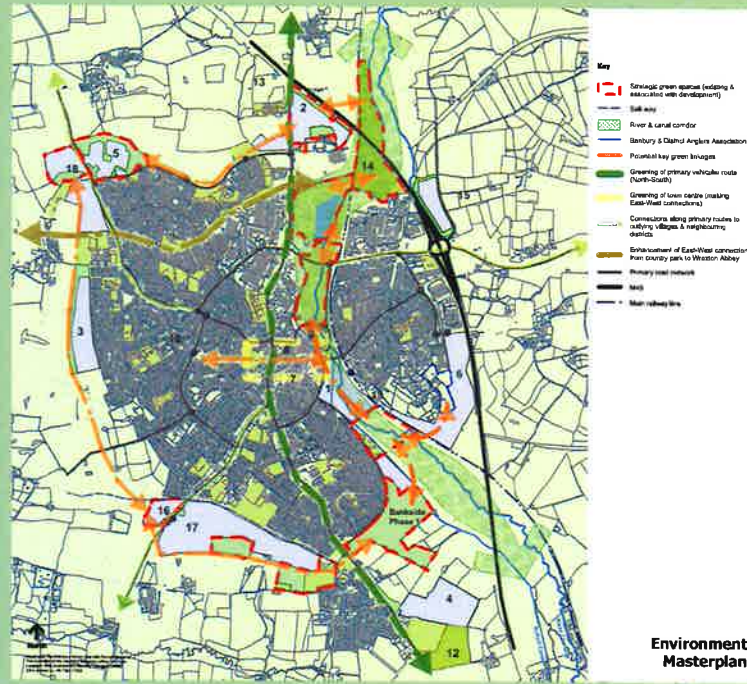 Key
Strategic green spaces (existing &
associated with development)
Salt way
River & canal corridor
Banbury & District Anglers Association
Potential key green linkages
Greening of primary vehicular route
(North-South)
Greening of town centre (making
East-West connections)
Connections along primary routes to
outlying villages & neighbouring
districts
Enhancement of East-West connection
from country park to Wroxton Abbey
Primary road network
M40
Main railway line
13
2
5
18
14
15
3
10
8
7
1
6
Bankside
Phase 1
16
17
4
12
North
Environment
Masterplan